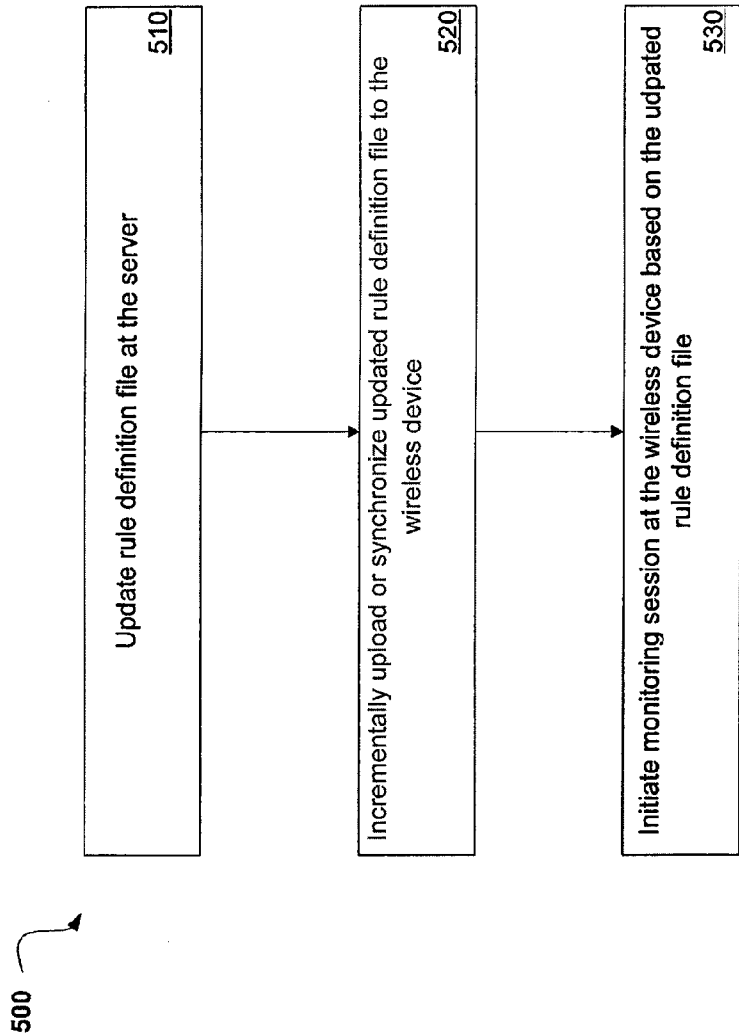 500
Update rule definition file at the server
510
Incrementally upload or synchronize updated rule definition file to the
wireless device
520
Initiate monitoring session at the wireless device based on the udpated
rule definition file
530